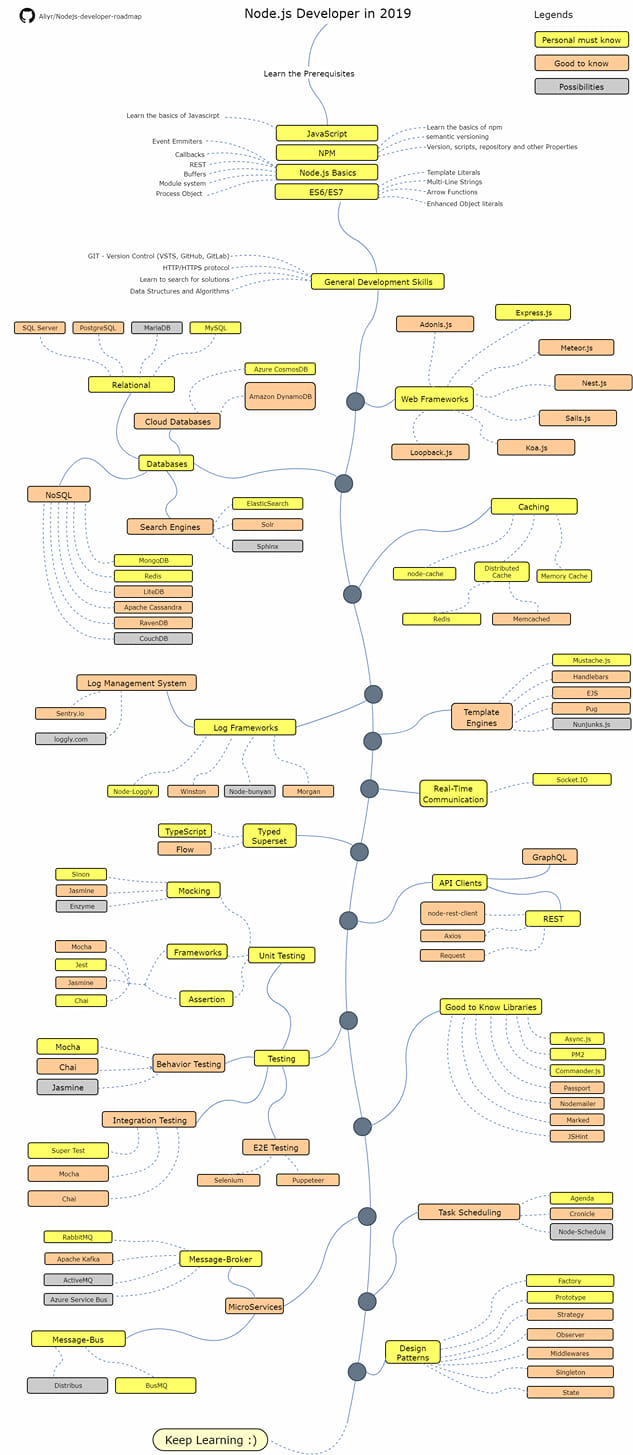 Aliyr/Nodejs-developer-roadmap
Node.js Developer in 2019
Legends
Personal must know
Good to know
Possibilities
Learn the Prerequisites
Learn the basics of Javascirpt
JavaScript
NPM
Node.js Basics
ES6/ES7
Learn the basics of npm
semantic versioning
Version, scripts, repository and other Properties
Event Emmiters
Callbacks
REST
Buffers
Module system
Process Object
Template Literals
Multi-Line Strings
Arrow Functions
Enhanced Object literals
GIT - Version Control (VSTS, GitHub, GitLab)
HTTP/HTTPS protocol
Learn to search for solutions
Data Structures and Algorithms
General Development Skills
SQL Server
PostgreSQL
MariaDB
MySQL
Relational
Azure CosmosDB
Amazon DynamoDB
Cloud Databases
Databases
NoSQL
Search Engines
ElasticSearch
Solr
Sphinx
MongoDB
Redis
LiteDB
Apache Cassandra
RavenDB
CouchDB
Adonis.js
Express.js
Meteor.js
Nest.js
Web Frameworks
Sails.js
Koa.js
Loopback.js
Caching
node-cache
Distributed
Cache
Memory Cache
Redis
Memcached
Log Management System
Sentry.io
loggly.com
Log Frameworks
Node-Loggly
Winston
Node-bunyan
Morgan
Template
Engines
Mustache.js
Handlebars
EJS
Pug
Nunjunks.js
Real-Time
Communication
Socket.IO
TypeScript
Flow
Typed
Superset
API Clients
GraphQL
REST
node-rest-client
Axios
Request
Sinon
Jasmine
Enzyme
Mocking
Mocha
Jest
Jasmine
Chai
Frameworks
Assertion
Unit Testing
Good to Know Libraries
Async.js
PM2
Commander.js
Passport
Nodemailer
Marked
JSHint
Mocha
Chai
Jasmine
Behavior Testing
Testing
Integration Testing
Super Test
Mocha
Chai
E2E Testing
Selenium
Puppeteer
Task Scheduling
Agenda
Cronicle
Node-Schedule
RabbitMQ
Apache Kafka
ActiveMQ
Azure Service Bus
Message-Broker
MicroServices
Message-Bus
Distribus
BusMQ
Design
Patterns
Factory
Prototype
Strategy
Observer
Middlewares
Singleton
State
Keep Learning :)